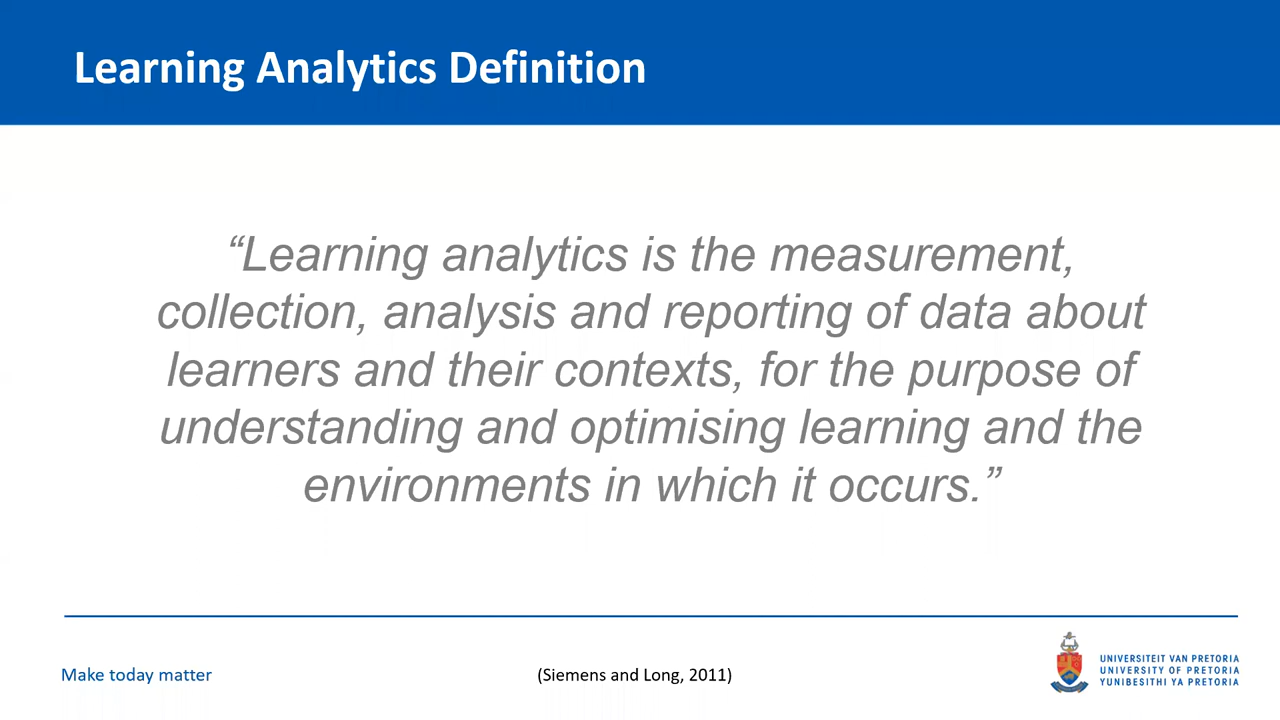 Learning Analytics Definition
“Learning analytics is the measurement,
collection, analysis and reporting of data about
learners and their contexts, for the purpose of
understanding and optimising learning and the
environments in which it occurs.”
Make today matter
(Siemens and Long, 2011)
UNIVERSITEIT VAN PRETORIA
UNIVERSITY OF PRETORIA
YUNIBESITHI YA PRETORIA